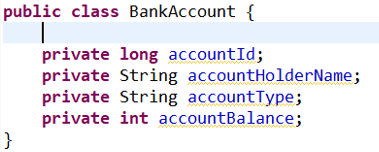 public class BankAccount {
private long accountId;
private String accountHolderName;
private String accountType;
private int accountBalance;
}